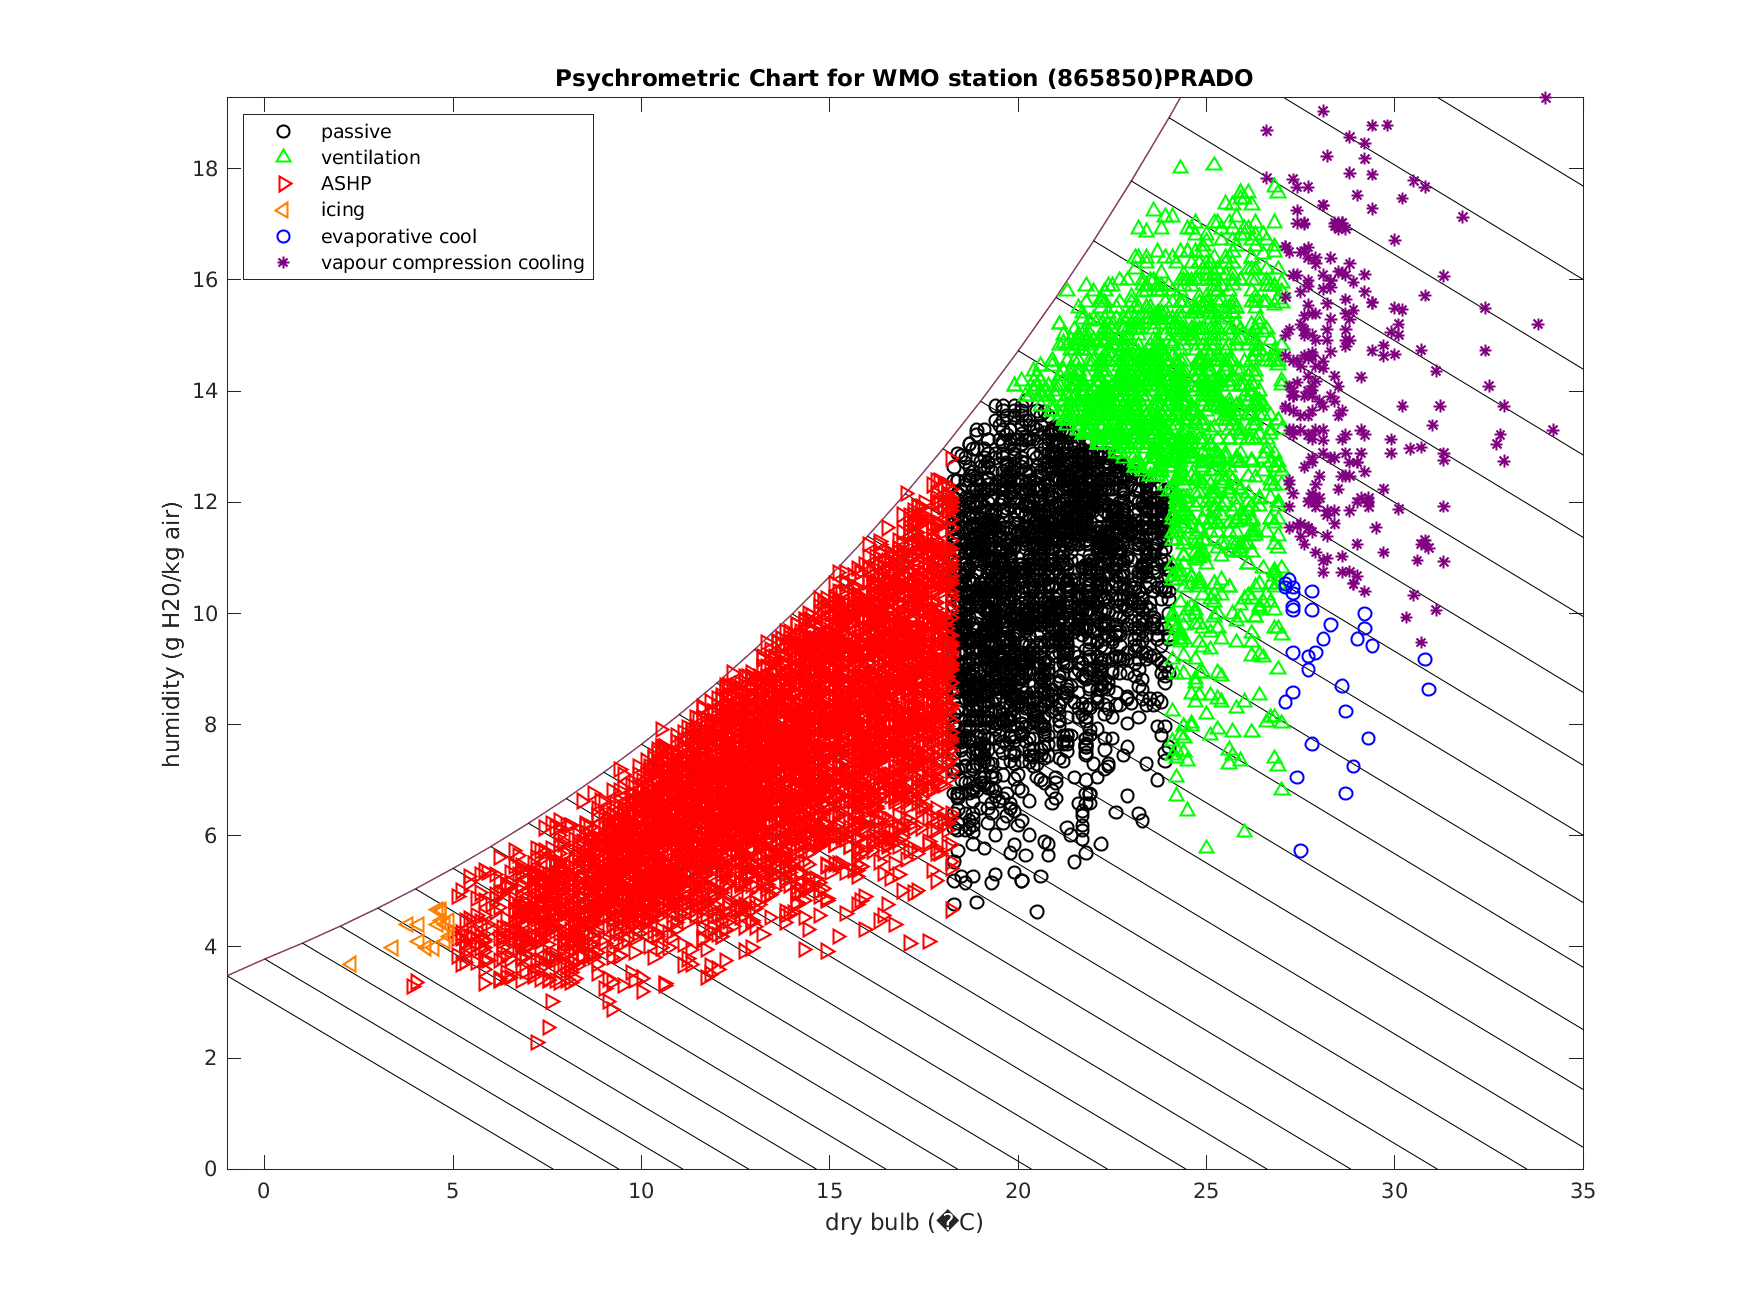 Psychrometric Chart for WMO station (865850)PRADO
passive
ventilation
ASHP
icing
evaporative cool
vapour compression cooling
humidity (g H20/kg air)
18
16
14
12
10
8
6
4
2
0
0 5 10 15 20 25 30 35
dry bulb (�C)